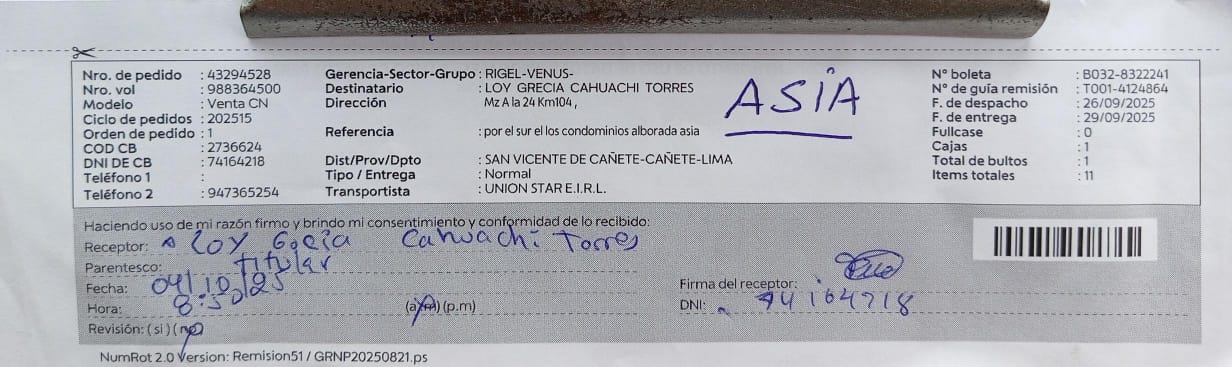 Nro. de pedido : 43294528 Gerencia-Sector-Grupo : RIGEL-VENUS- N° boleta : B032-8322241
Nro. vol : 988364500 Destinatario : LOY GRECIA CAHUACHI TORRES ASIA N° de guía remisión : T001-4124864
Modelo : Venta CN Dirección : Mz A la 24 Km104 , F. de despacho : 26/09/2025
Ciclo de pedidos : 202515 F. de entrega : 29/09/2025
Orden de pedido : 1 Referencia : por el sur el los condominios alborada asia Fullcase : 0
COD CB : 2736624 Cajas : 1
DNI DE CB : 74164218 Dist/Prov/Dpto : SAN VICENTE DE CAÑETE-CAÑETE-LIMA Total de bultos : 1
Teléfono 1 : Tipo / Entrega : Normal Items totales : 11
Teléfono 2 : 947365254 Transportista : UNION STAR E.I.R.L.
Haciendo uso de mi razón firmo y brindo mi consentimiento y conformidad de lo recibido:
Receptor: Loy Cahuachi Torres
Parentesco: Titular
Fecha: 04/10/25 Firma del receptor:
Hora: 8:50 (a.m) (p.m) DNI: 74164218
Revisión: ( si ) ( no )
NumRot 2.0 Version: Remision51 / GRNP20250821.ps